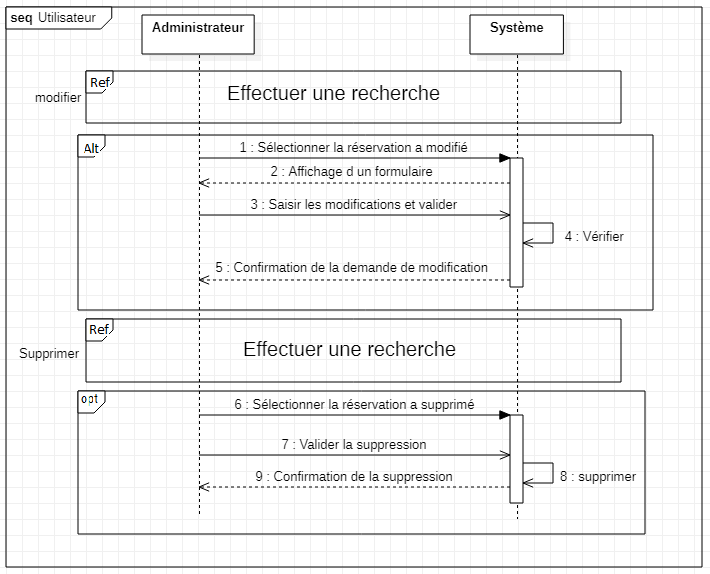 seq Utilisateur
Administrateur
Système
Ref
modifier
Effectuer une recherche
Alt
1 : Sélectionner la réservation a modifié
2 : Affichage d un formulaire
3 : Saisir les modifications et valider
4 : Vérifier
5 : Confirmation de la demande de modification
Ref
Supprimer
Effectuer une recherche
opt
6 : Sélectionner la réservation a supprimé
7 : Valider la suppression
9 : Confirmation de la suppression
8 : supprimer